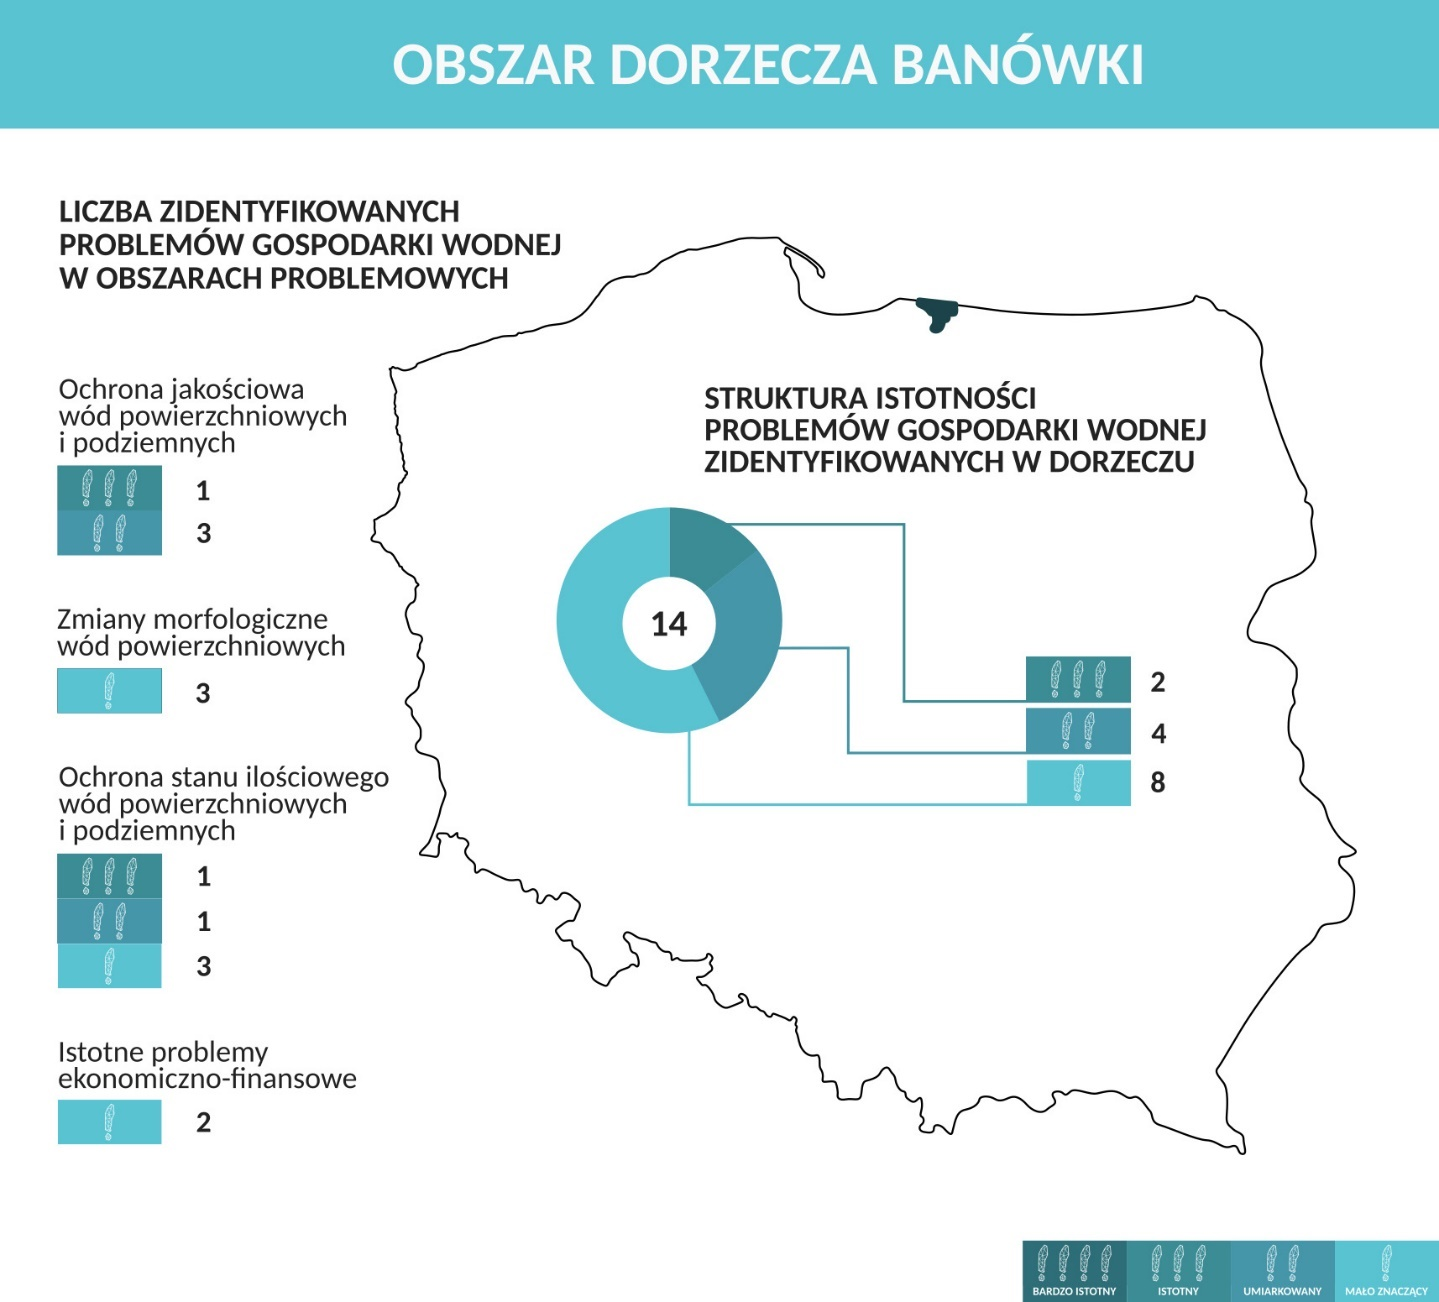 OBSZAR DORZECZA BANÓWKI
LICZBA ZIDENTYFIKOWANYCH
PROBLEMÓW GOSPODARKI WODNEJ
W OBSZARACH PROBLEMOWYCH
Ochrona jakościowa
wód powierzchniowych
i podziemnych
1
3
Zmiany morfologiczne
wód powierzchniowych
3
Ochrona stanu ilościowego
wód powierzchniowych
i podziemnych
1
1
3
Istotne problemy
ekonomiczno-finansowe
2
STRUKTURA ISTOTNOŚCI
PROBLEMÓW GOSPODARKI WODNEJ
ZIDENTYFIKOWANYCH W DORZECZU
14
2
4
8
BARDZO ISTOTNY
ISTOTNY
UMIARKOWANY
MAŁO ZNACZĄCY